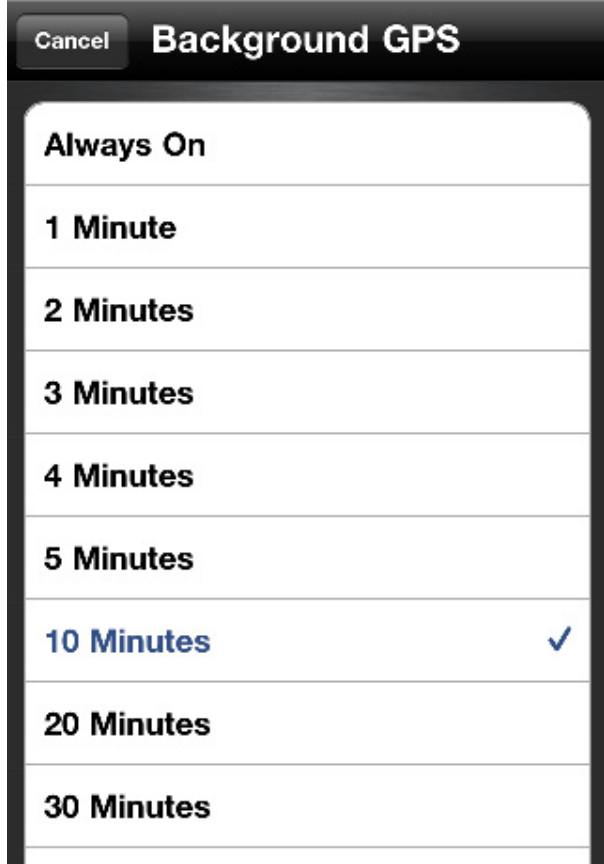 Cancel Background GPS
Always On
1 Minute
2 Minutes
3 Minutes
4 Minutes
5 Minutes
10 Minutes
20 Minutes
30 Minutes